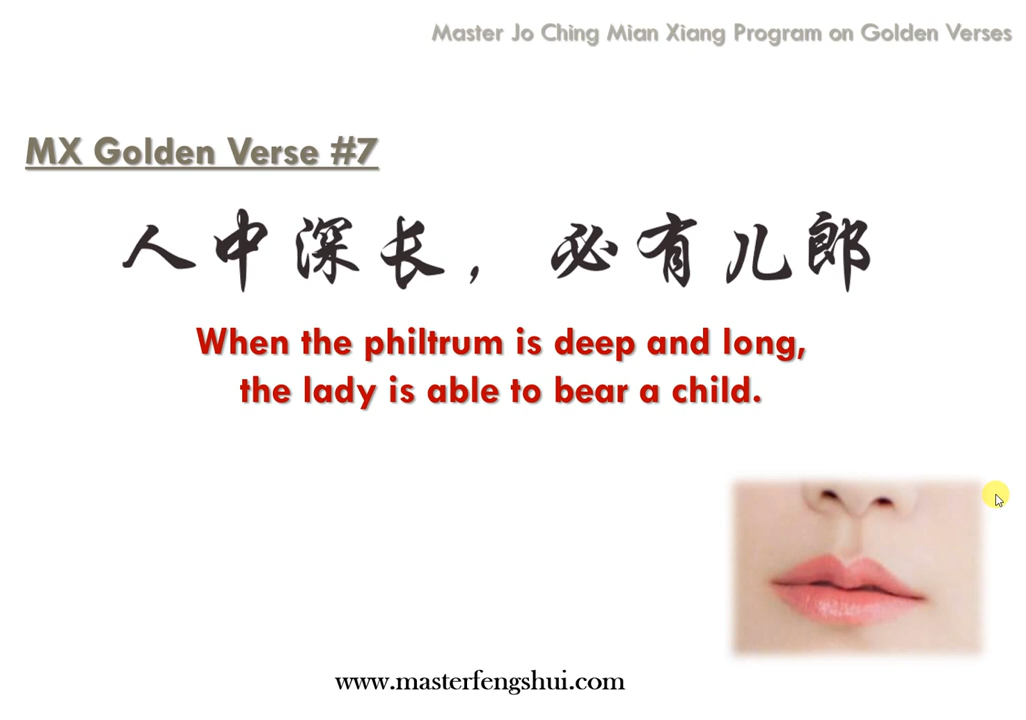 Master Jo Ching Mian Xiang Program on Golden Verses
MX Golden Verse #7
人中深长，必有儿郎
When the philtrum is deep and long,
the lady is able to bear a child.
www.masterfengshui.com